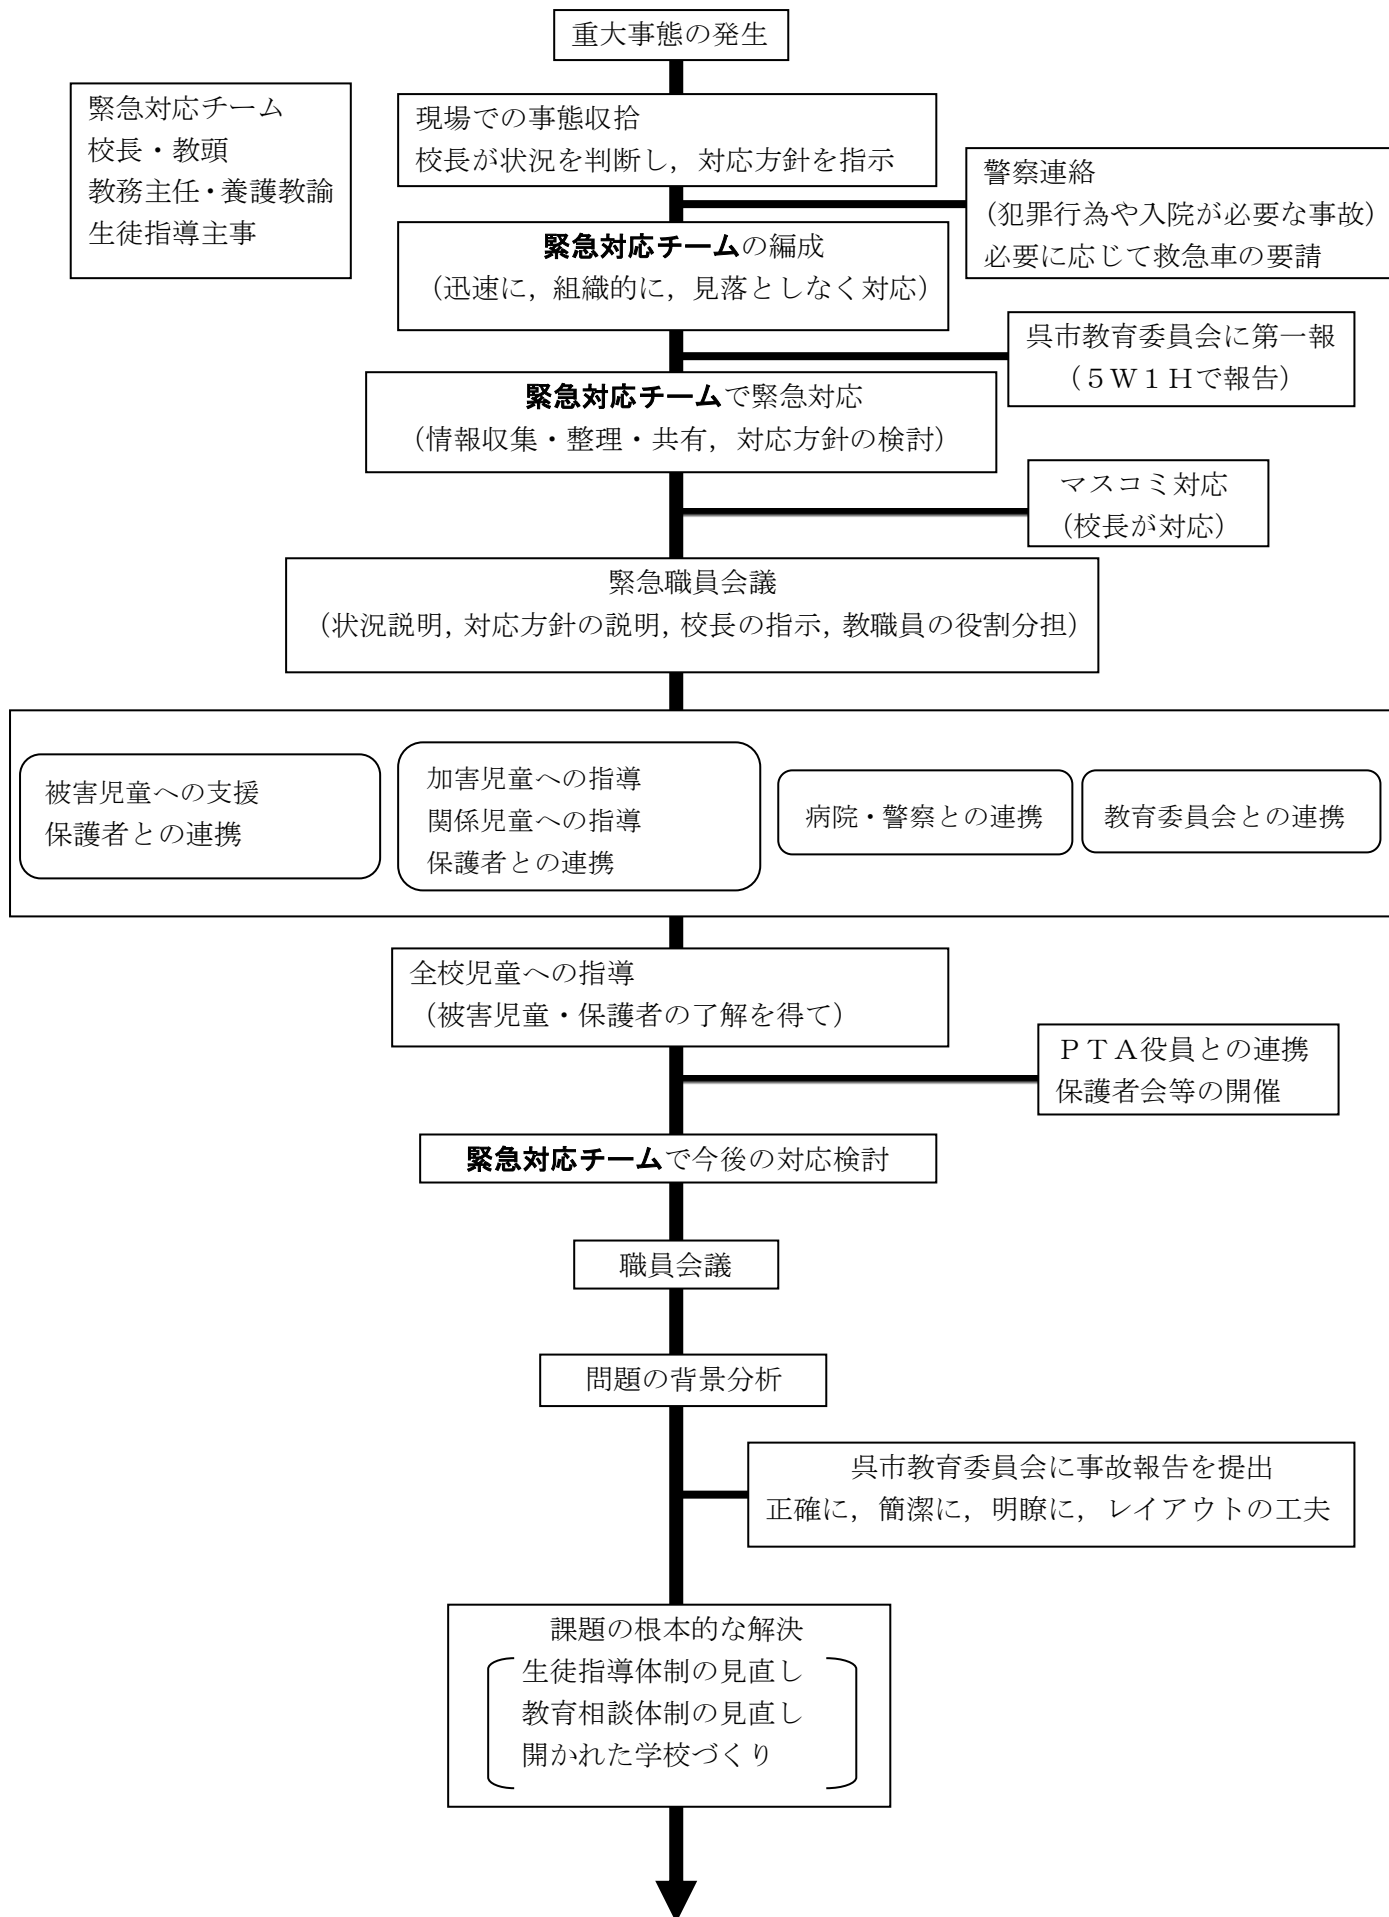 重大事態の発生
緊急対応チーム
校長・教頭
教務主任・養護教諭
生徒指導主事
現場での事態収拾
校長が状況を判断し，対応方針を指示
警察連絡
（犯罪行為や入院が必要な事故）
必要に応じて救急車の要請
緊急対応チームの編成
（迅速に，組織的に，見落としなく対応）
呉市教育委員会に第一報
（５Ｗ１Ｈで報告）
緊急対応チームで緊急対応
（情報収集・整理・共有，対応方針の検討）
マスコミ対応
（校長が対応）
緊急職員会議
（状況説明，対応方針の説明，校長の指示，教職員の役割分担）
被害児童への支援
保護者との連携
加害児童への指導
関係児童への指導
保護者との連携
病院・警察との連携
教育委員会との連携
全校児童への指導
（被害児童・保護者の了解を得て）
ＰＴＡ役員との連携
保護者会等の開催
緊急対応チームで今後の対応検討
職員会議
問題の背景分析
呉市教育委員会に事故報告を提出
正確に，簡潔に，明瞭に，レイアウトの工夫
課題の根本的な解決
生徒指導体制の見直し
教育相談体制の見直し
開かれた学校づくり